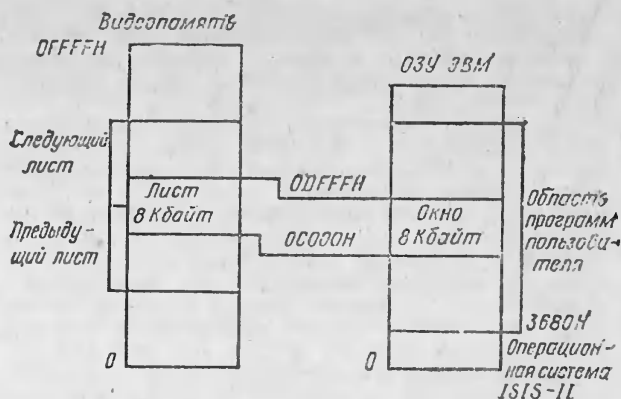 Видеопамять
0FFFFH
ОЗУ ЭВМ
Следующий
лист
Лист
8 Кбайт
0DFFFH
Окно
8 Кбайт
Область
программ
пользова-
теля
Предыду-
щий лист
0C000H
3680H
0
0
Операцион-
ная система
ISIS-II